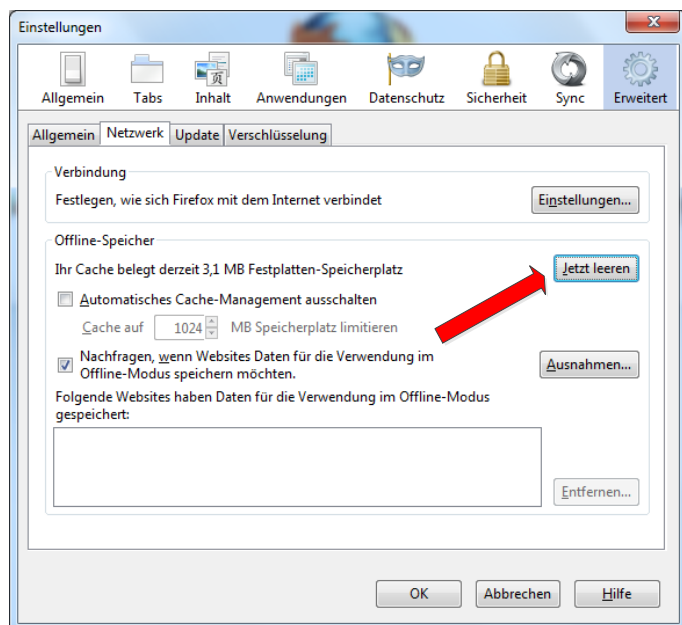 Einstellungen
Allgemein Tabs Inhalt Anwendungen Datenschutz Sicherheit Sync Erweitert
Allgemein Netzwerk Update Verschlüsselung
Verbindung
Festlegen, wie sich Firefox mit dem Internet verbindet Einstellungen...
Offline-Speicher
Ihr Cache belegt derzeit 3,1 MB Festplatten-Speicherplatz Jetzt leeren
Automatisches Cache-Management ausschalten
Cache auf 1024 MB Speicherplatz limitieren
Nachfragen, wenn Websites Daten für die Verwendung im
Offline-Modus speichern möchten. Ausnahmen...
Folgende Websites haben Daten für die Verwendung im Offline-Modus
gespeichert:
Entfernen...
OK Abbrechen Hilfe